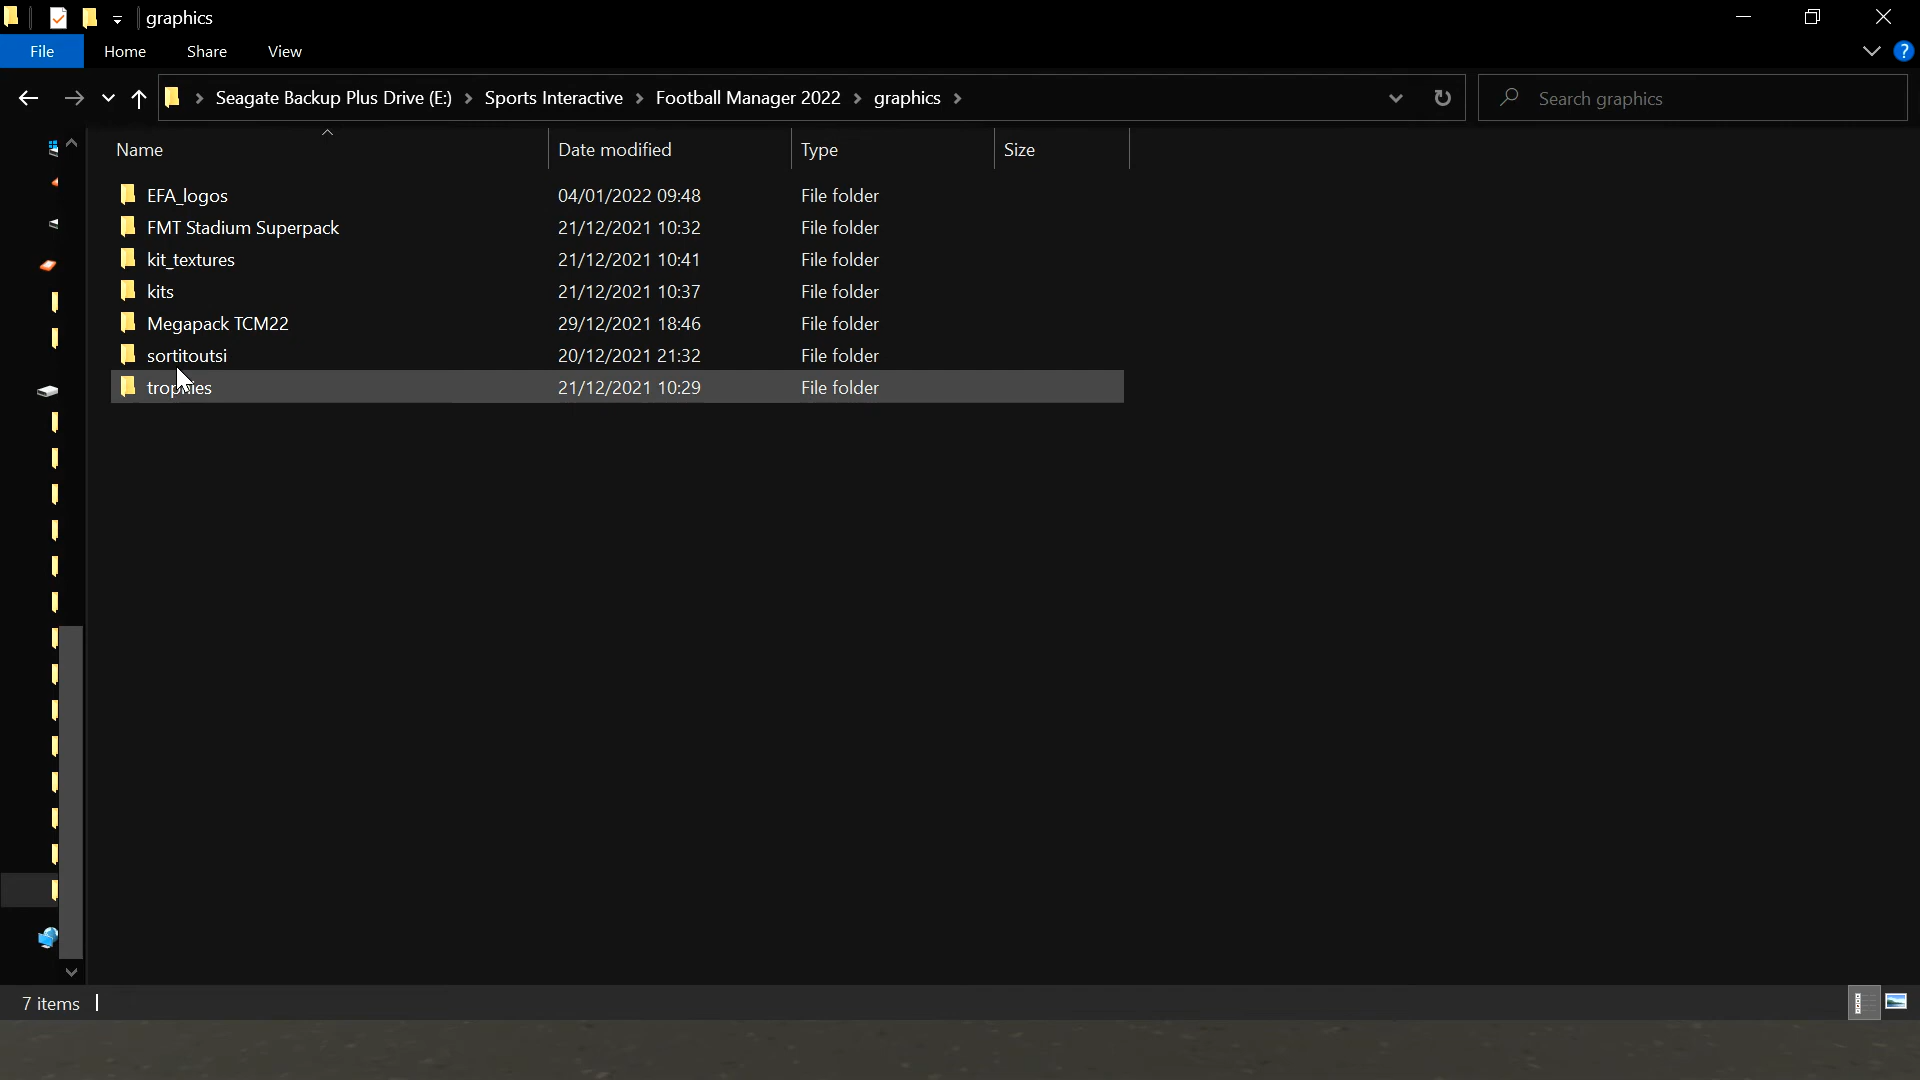 graphics
File Home Share View ?
Seagate Backup Plus Drive (E:) Sports Interactive Football Manager 2022 graphics Search graphics
Name Date modified Type Size
EFA_logos 04/01/2022 09:48 File folder
FMT Stadium Superpack 21/12/2021 10:32 File folder
kit_textures 21/12/2021 10:41 File folder
kits 21/12/2021 10:37 File folder
Megapack TCM22 29/12/2021 18:46 File folder
sortitoutsi 20/12/2021 21:32 File folder
trophies 21/12/2021 10:29 File folder
7 items